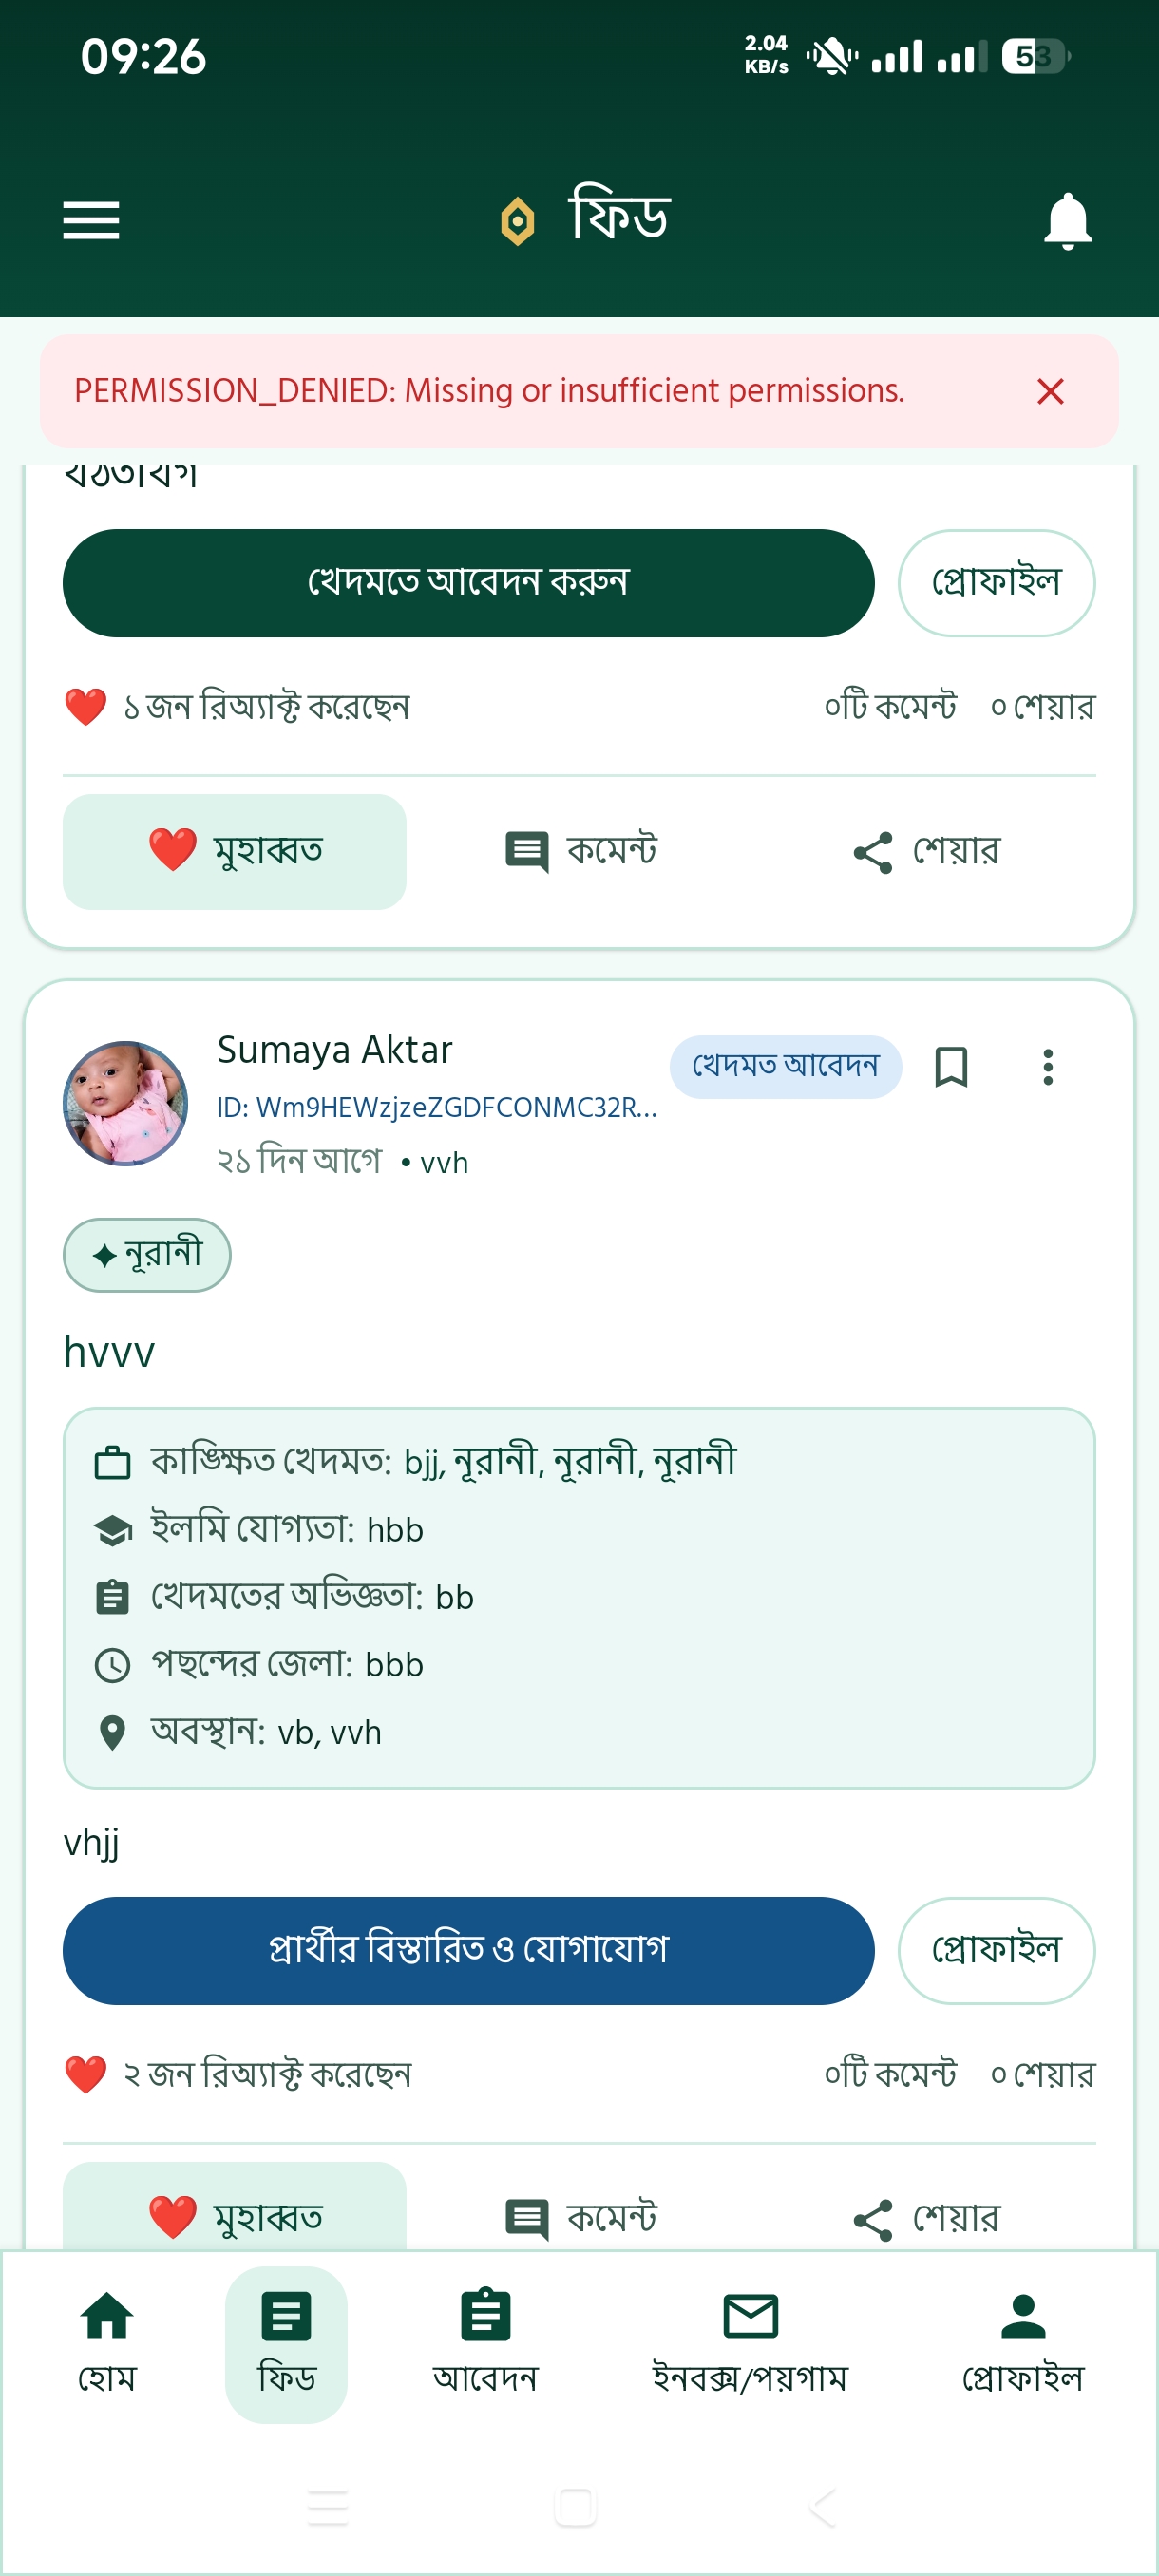 09:26
2.04
KB/s
53
ফিড
PERMISSION_DENIED: Missing or insufficient permissions.
খেদমতে আবেদন করুন
প্রোফাইল
১ জন রিঅ্যাক্ট করেছেন
০টি কমেন্ট
০ শেয়ার
মুহাব্বত
কমেন্ট
শেয়ার
Sumaya Aktar
খেদমত আবেদন
ID: Wm9HEWzjzeZGDFCONMC32R...
২১ দিন আগে • vvh
✦ নূরানী
hvvv
কাঙ্ক্ষিত খেদমত: bjj, নূরানী, নূরানী, নূরানী
ইলমি যোগ্যতা: hbb
খেদমতের অভিজ্ঞতা: bb
পছন্দের জেলা: bbb
অবস্থান: vb, vvh
vhjj
প্রার্থীর বিস্তারিত ও যোগাযোগ
প্রোফাইল
২ জন রিঅ্যাক্ট করেছেন
০টি কমেন্ট
০ শেয়ার
মুহাব্বত
কমেন্ট
শেয়ার
হোম
ফিড
আবেদন
ইনবক্স/পয়গাম
প্রোফাইল